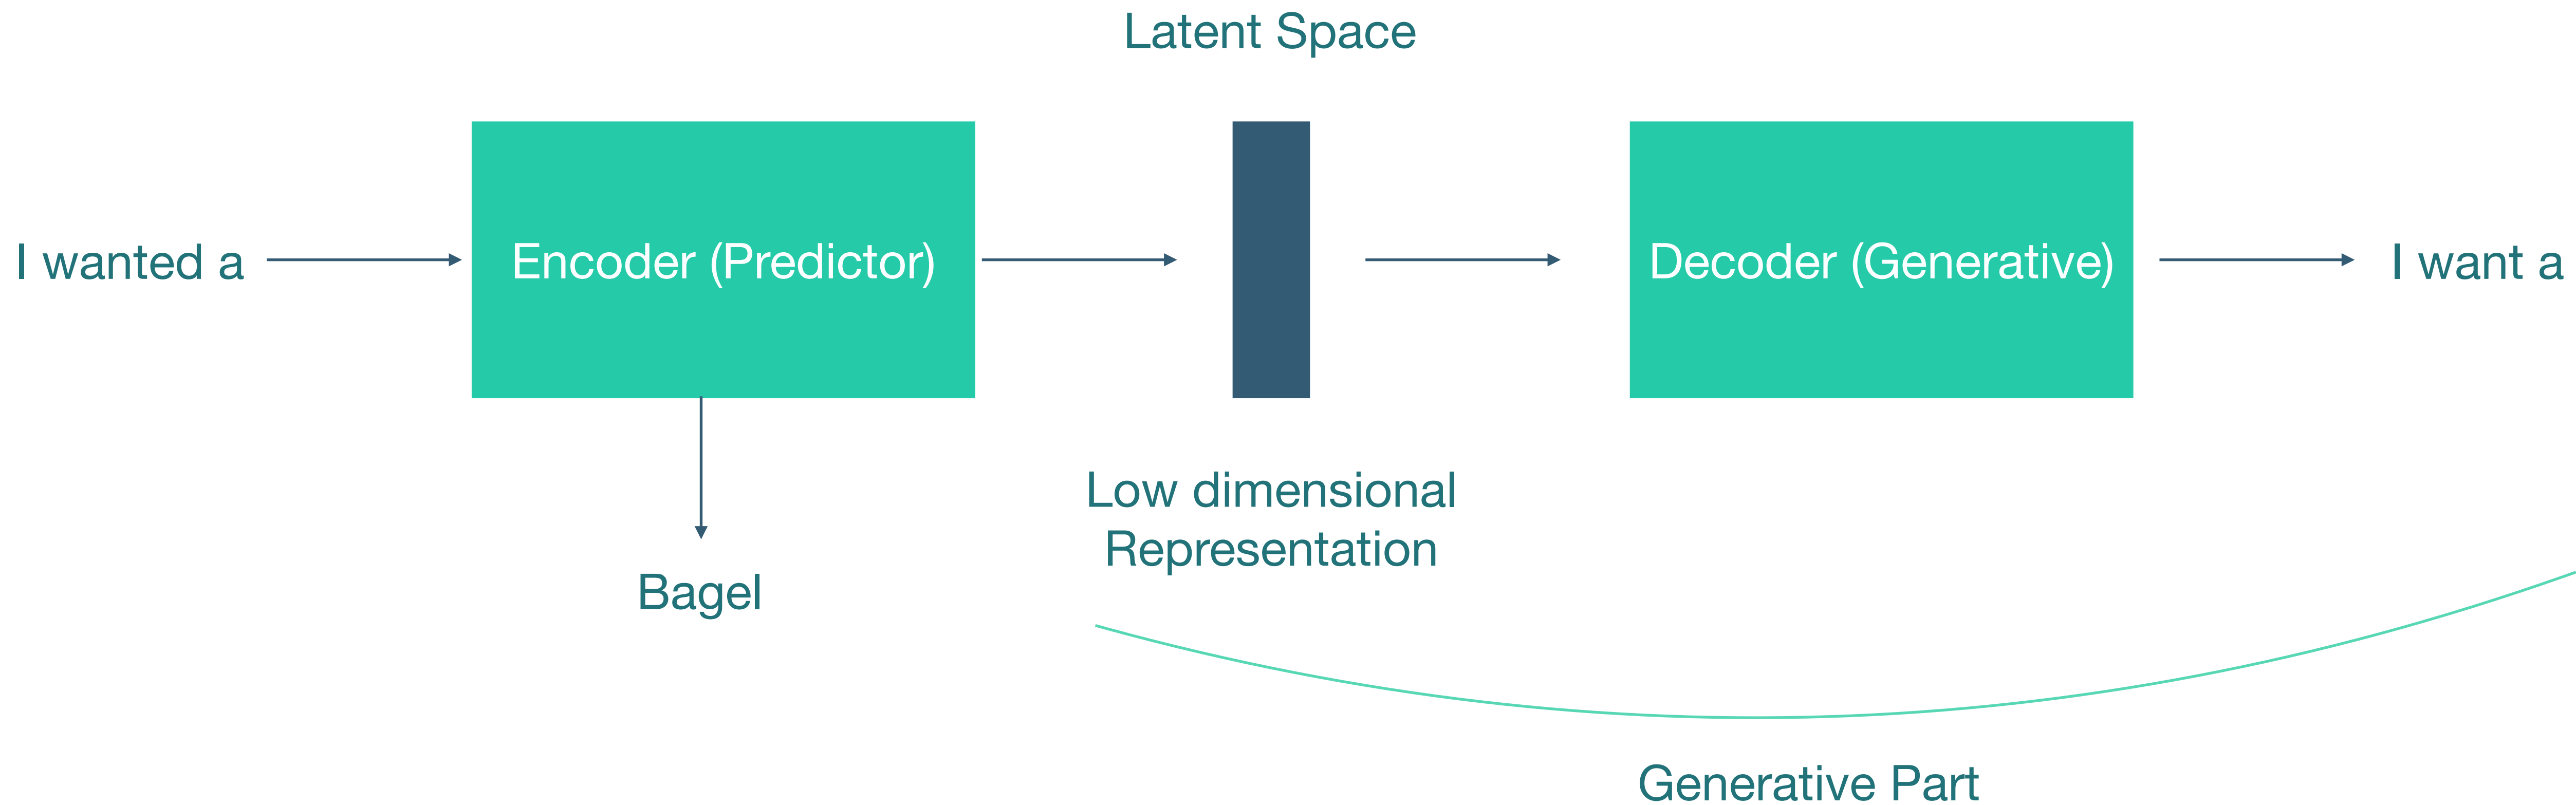 Latent Space
I wanted a
Encoder (Predictor)
Decoder (Generative)
I want a
Low dimensional
Representation
Bagel
Generative Part